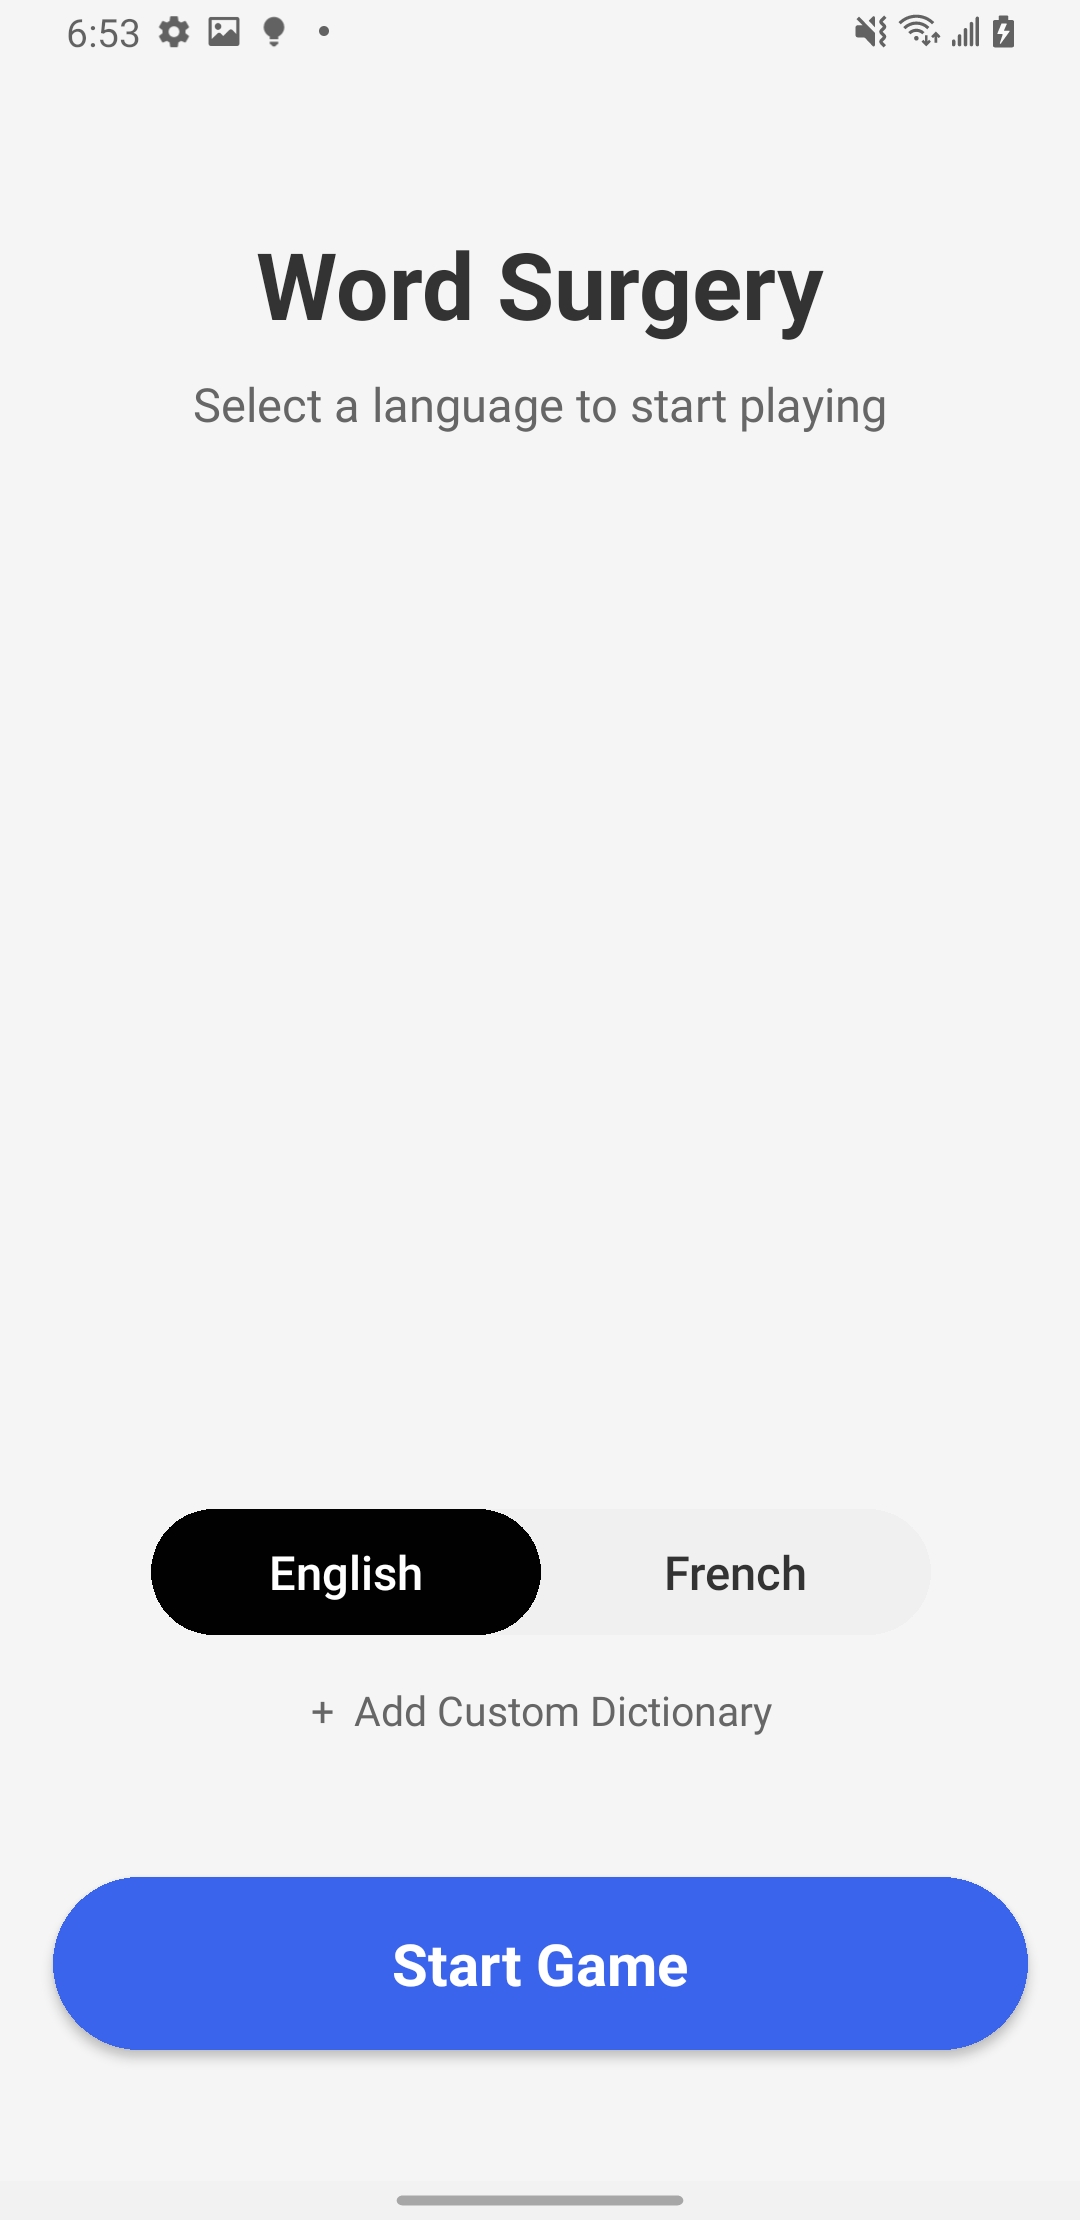 6:53
Word Surgery
Select a language to start playing
English French
+ Add Custom Dictionary
Start Game